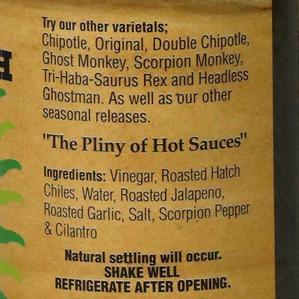 Try our other varietals;
Chipotle, Original, Double Chipotle,
Ghost Monkey, Scorpion Monkey,
Tri-Haba-Saurus Rex and Headless
Ghostman. As well as our other
seasonal releases.
"The Pliny of Hot Sauces"
Ingredients: Vinegar, Roasted Hatch
Chiles, Water, Roasted Jalapeno,
Roasted Garlic, Salt, Scorpion Pepper
& Cilantro
Natural settling will occur.
SHAKE WELL
REFRIGERATE AFTER OPENING.